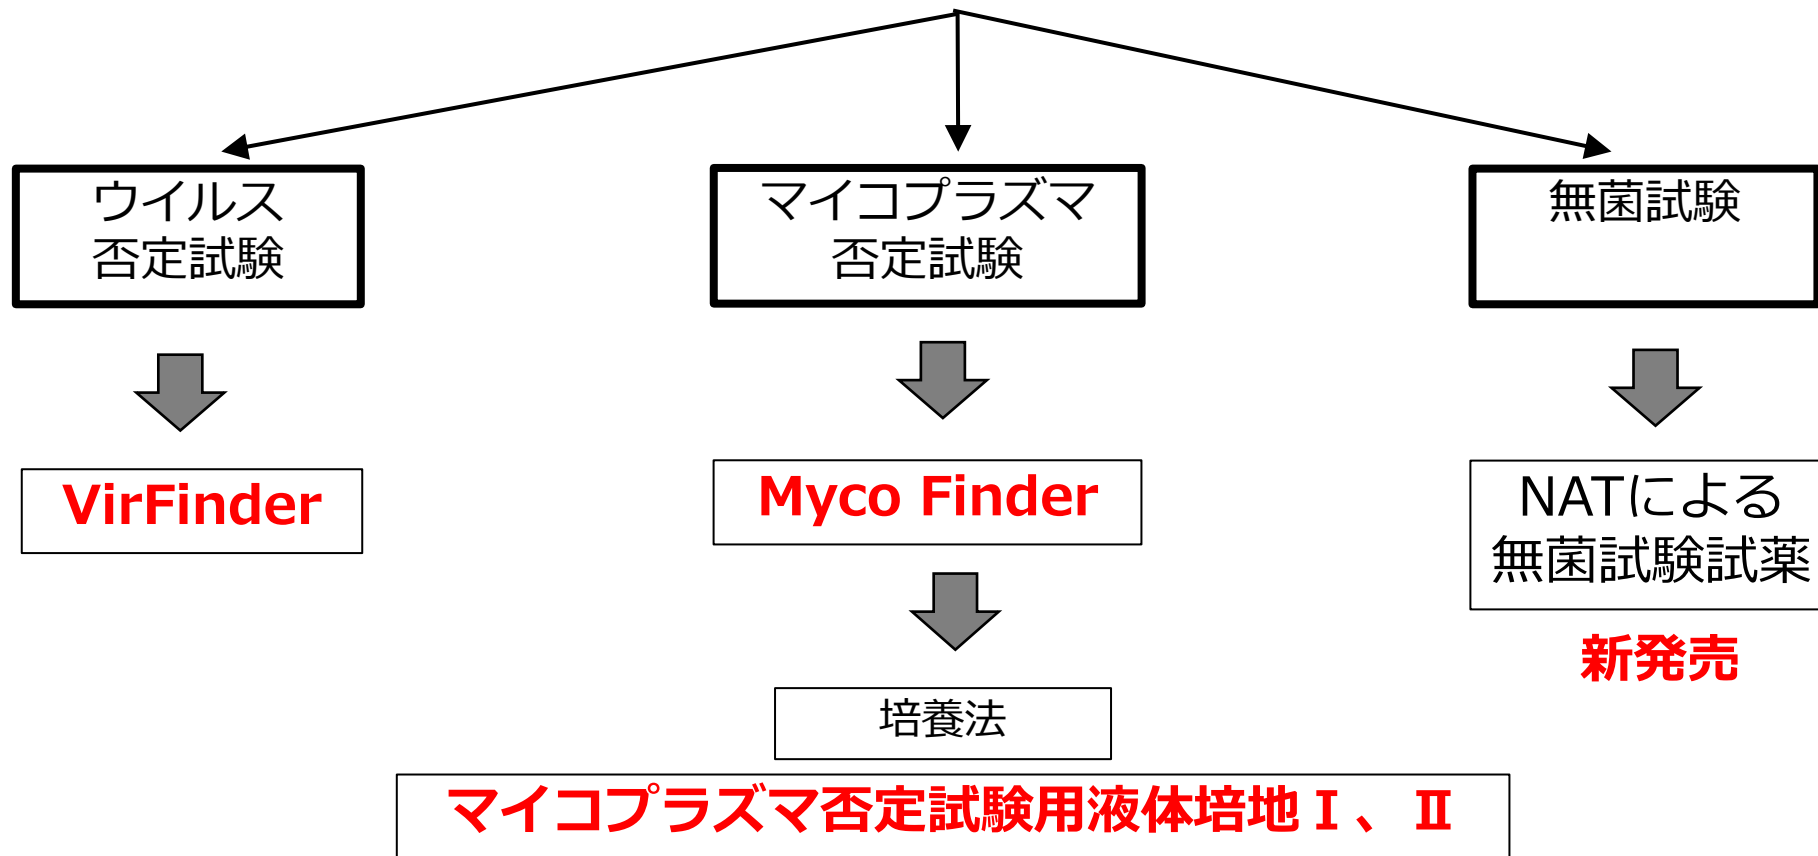 ウイルス
否定試験
マイコプラズマ
否定試験
無菌試験
VirFinder
Myco Finder
NATによる
無菌試験試薬
新発売
培養法
マイコプラズマ否定試験用液体培地Ⅰ、Ⅱ